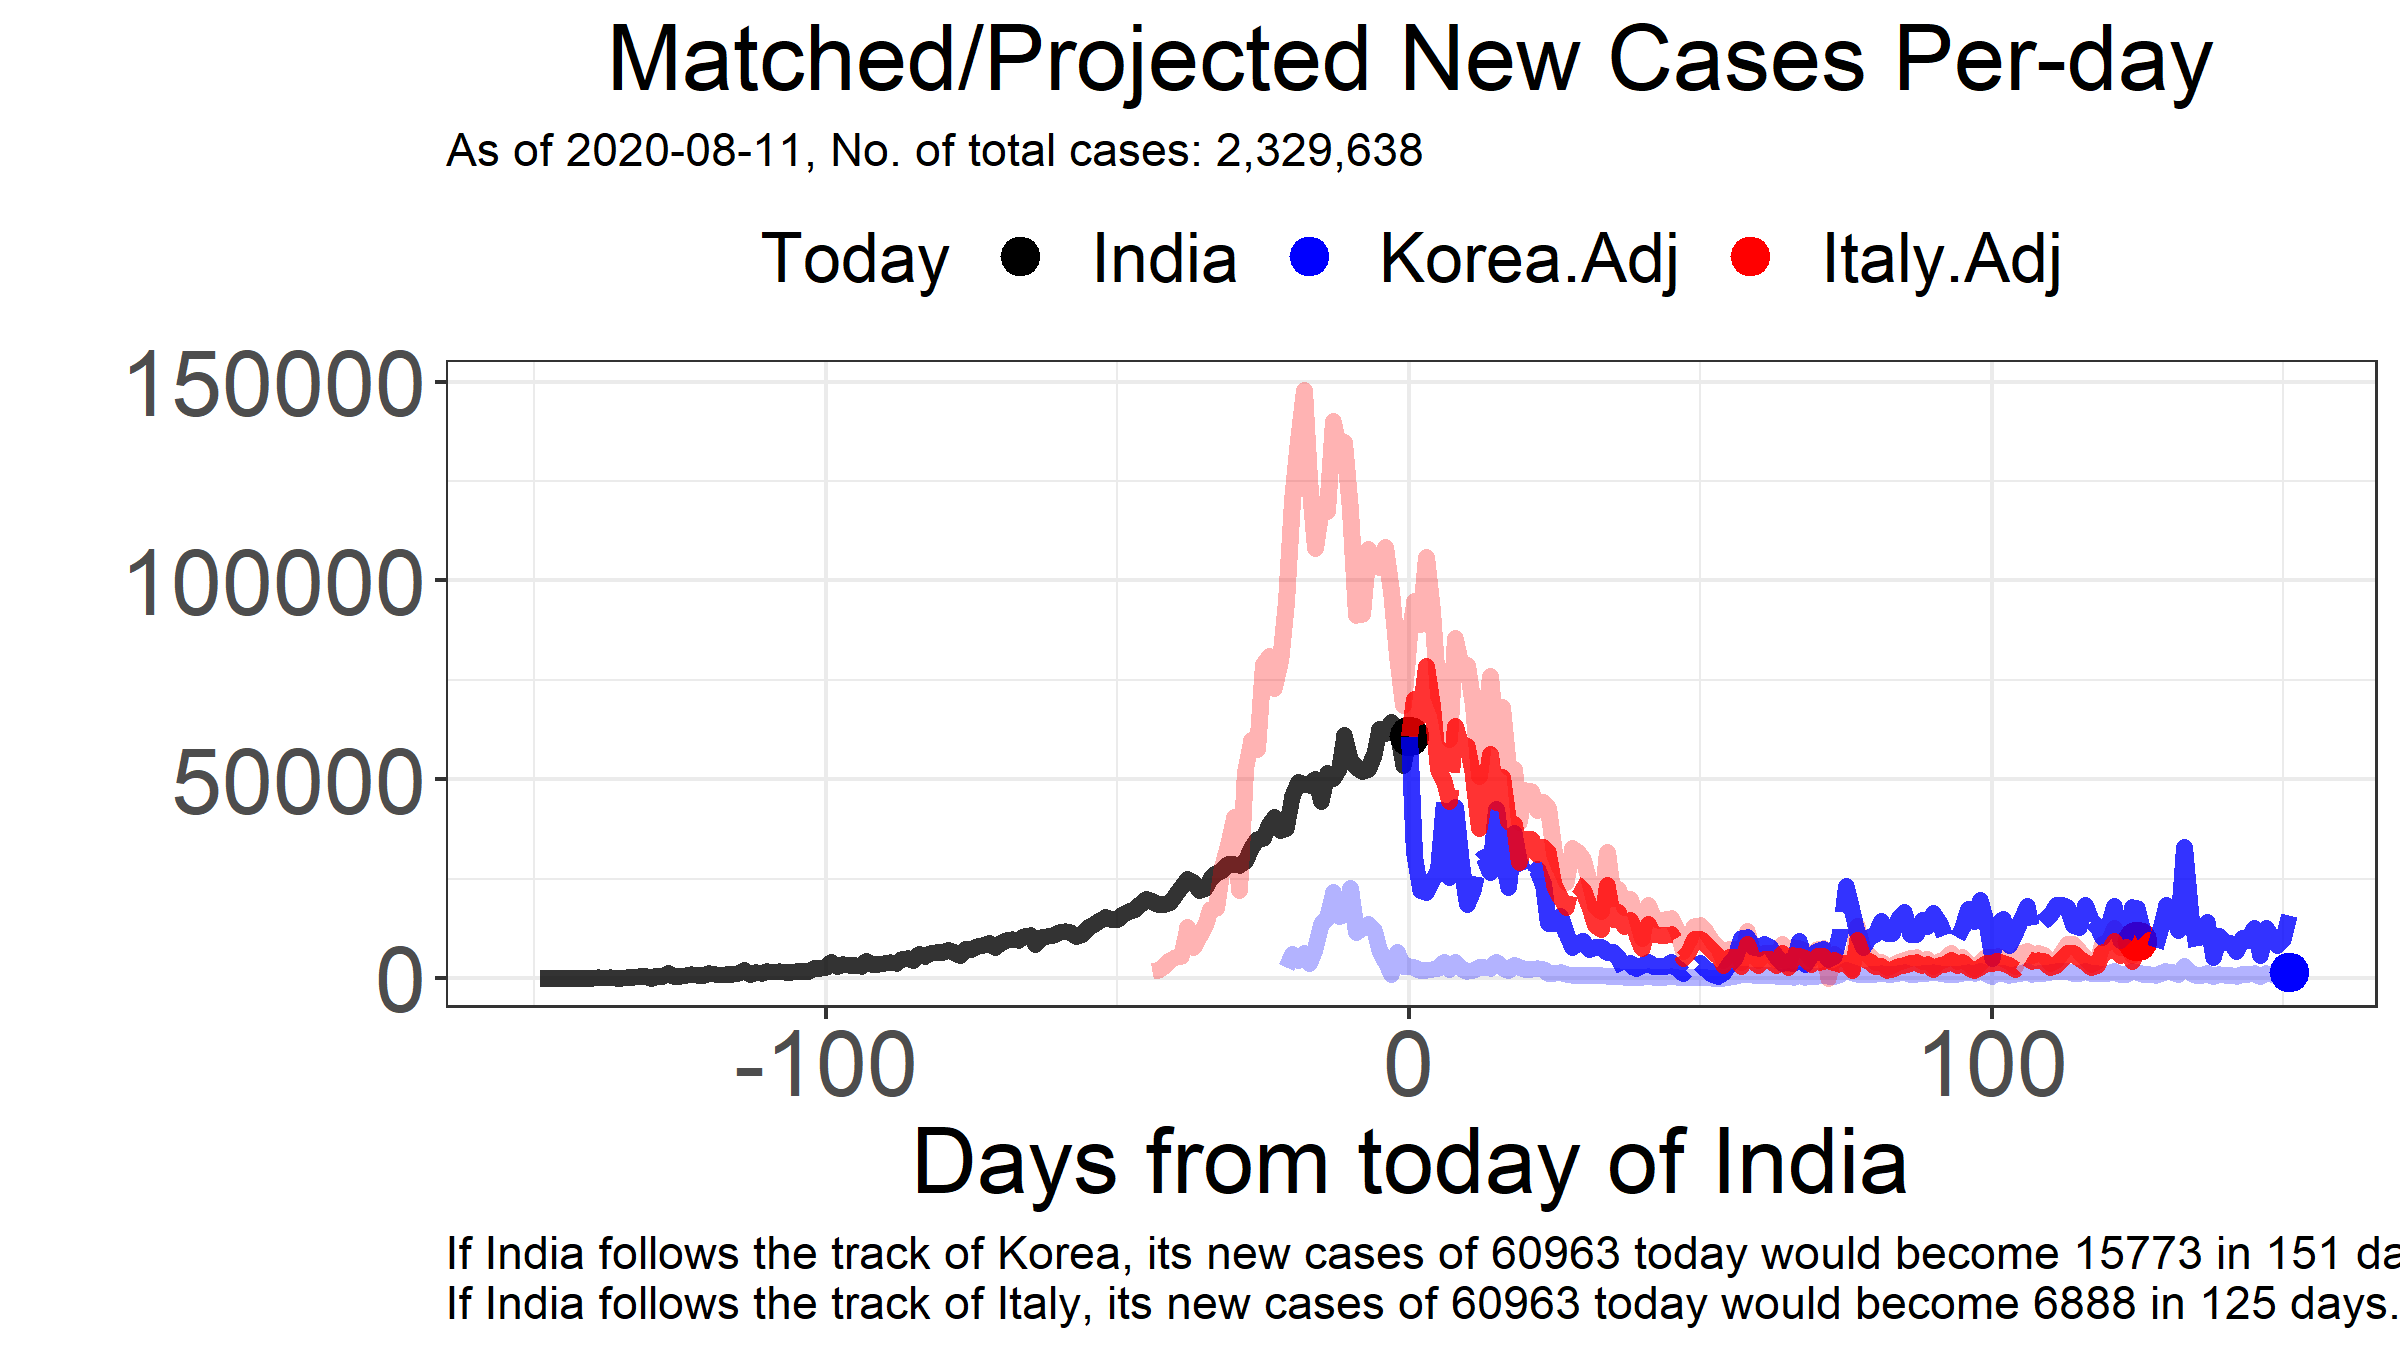 Matched/Projected New Cases Per-day
As of 2020-08-11, No. of total cases: 2,329,638
Today India Korea.Adj Italy.Adj
150000
100000
50000
0
-100 0 100
Days from today of India
If India follows the track of Korea, its new cases of 60963 today would become 15773 in 151 da
If India follows the track of Italy, its new cases of 60963 today would become 6888 in 125 days.